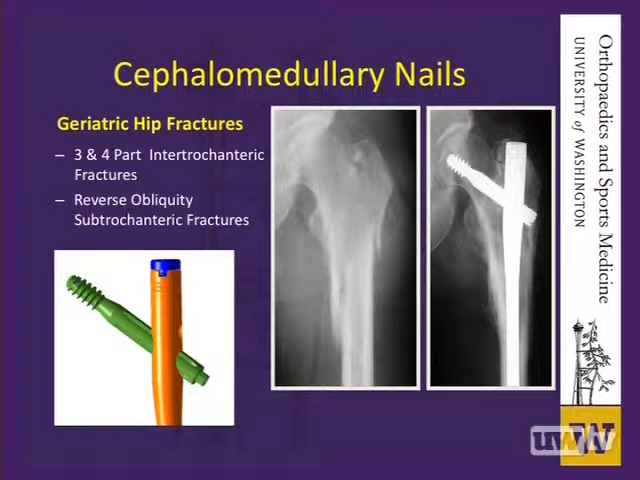 Cephalomedullary Nails
Geriatric Hip Fractures
– 3 & 4 Part Intertrochanteric
Fractures
– Reverse Obliquity
Subtrochanteric Fractures
Orthopaedics and Sports Medicine
UNIVERSITY of WASHINGTON
uwtv
W